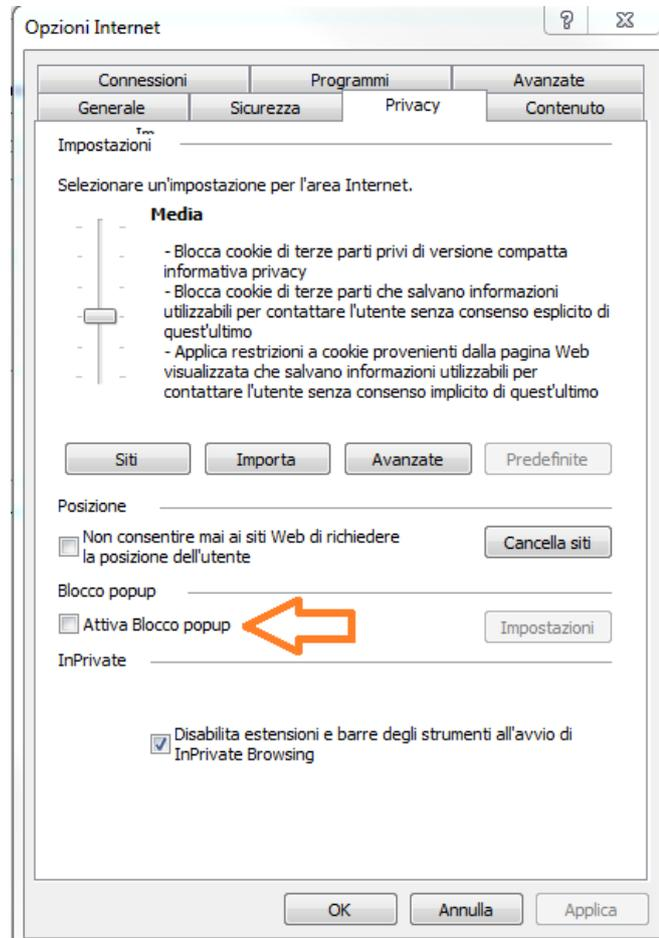 Opzioni Internet
Connessioni Programmi Avanzate
Generale Sicurezza Privacy Contenuto
Impostazioni
Selezionare un'impostazione per l'area Internet.
Media
- Blocca cookie di terze parti privi di versione compatta
informativa privacy
- Blocca cookie di terze parti che salvano informazioni
utilizzabili per contattare l'utente senza consenso esplicito di
quest'ultimo
- Applica restrizioni a cookie provenienti dalla pagina Web
visualizzata che salvano informazioni utilizzabili per
contattare l'utente senza consenso implicito di quest'ultimo
Siti Importa Avanzate Predefinite
Posizione
Non consentire mai ai siti Web di richiedere
la posizione dell'utente
Cancella siti
Blocco popup
Attiva Blocco popup Impostazioni
InPrivate
Disabilita estensioni e barre degli strumenti all'avvio di
InPrivate Browsing
OK Annulla Applica